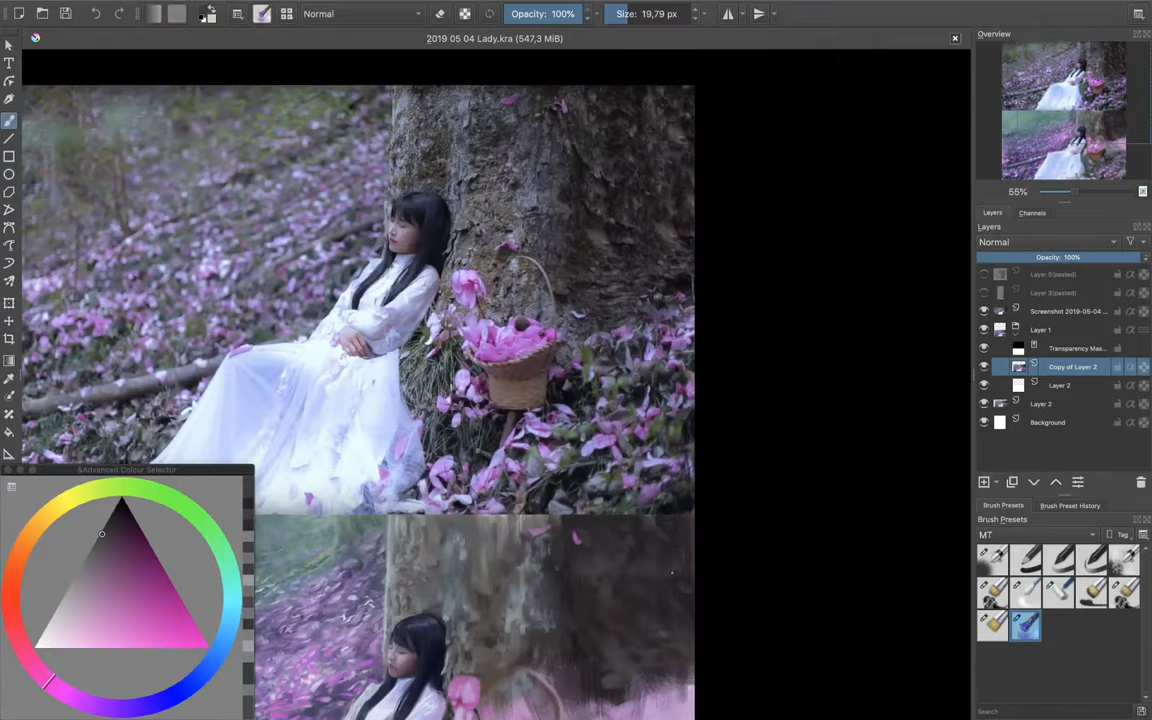 Normal
Opacity: 100%
Size: 19,79 px
2019 05 04 Lady.kra (547,3 MiB)
Overview
55%
Layers
Channels
Layers
Normal
Opacity: 100%
Layer 5(pasted)
Layer 3(pasted)
Screenshot 2019-05-04 ...
Layer 1
Transparency Mas...
Copy of Layer 2
Layer 2
Layer 2
Background
&Advanced Colour Selector
Brush Presets
Brush Preset History
Brush Presets
MT
Tag
Search